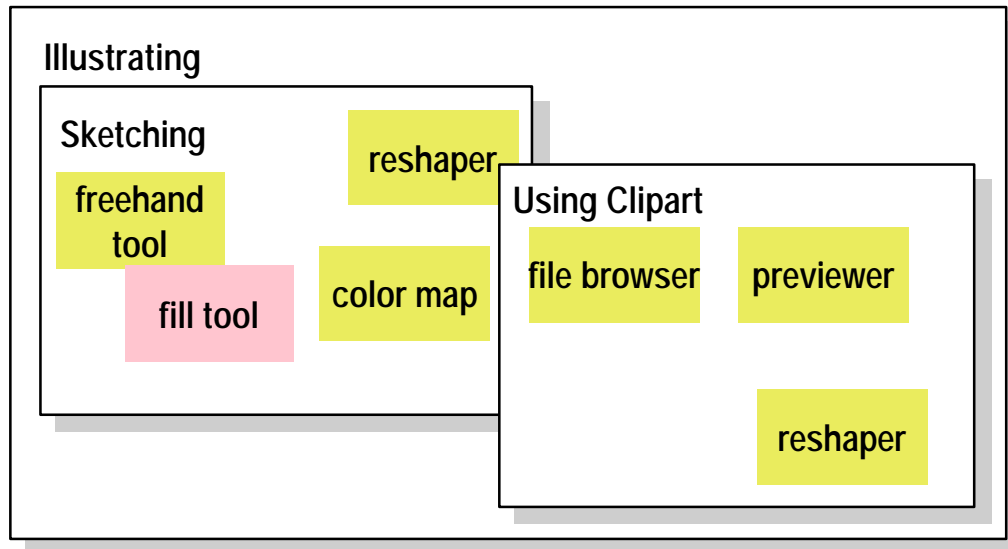 Illustrating
Sketching
reshaper
freehand
tool
fill tool
color map
Using Clipart
file browser
previewer
reshaper